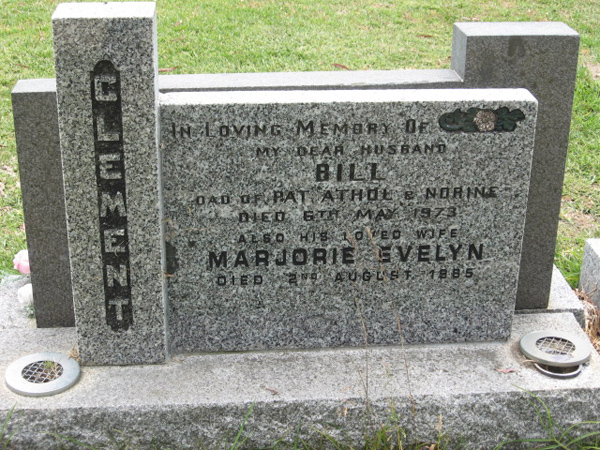 CLEMENT
IN LOVING MEMORY OF
MY DEAR HUSBAND
BILL
DAD OF PAT, ATHOL & NORINE
DIED 6TH MAY 1973
ALSO HIS LOVED WIFE
MARJORIE EVELYN
DIED 2ND AUGUST 1985